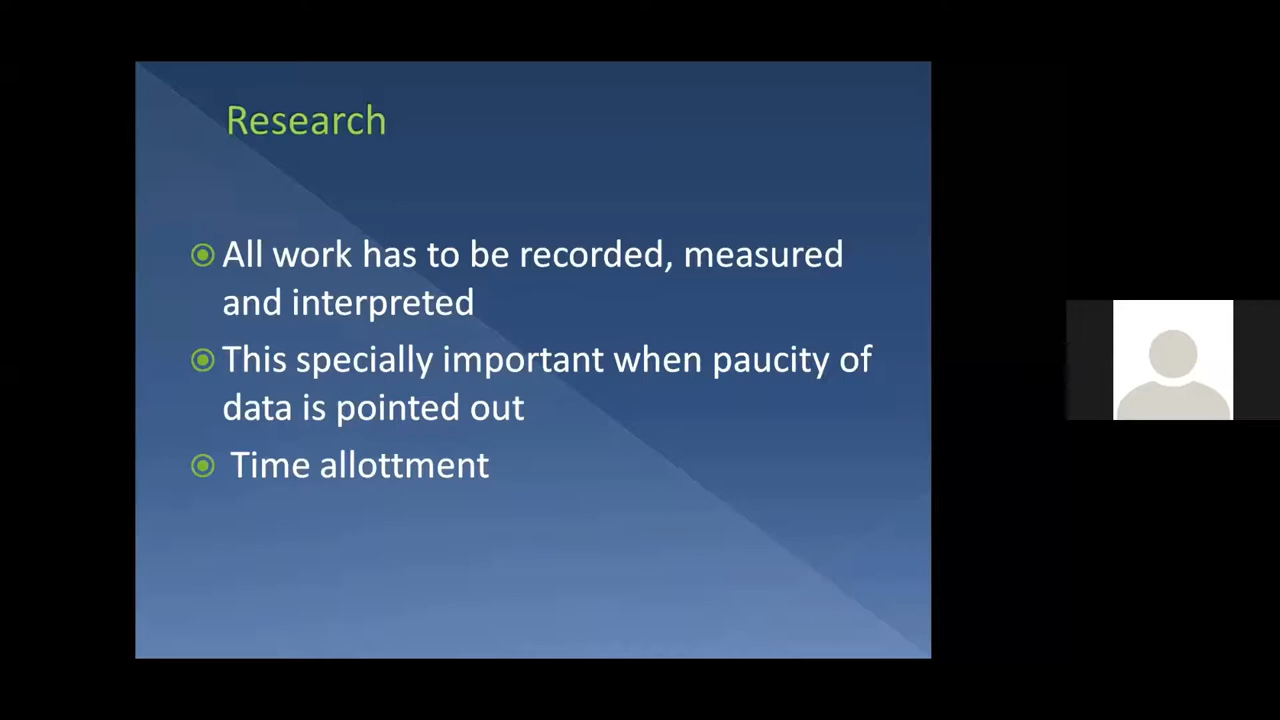 Research
All work has to be recorded, measured
and interpreted
This specially important when paucity of
data is pointed out
Time allottment